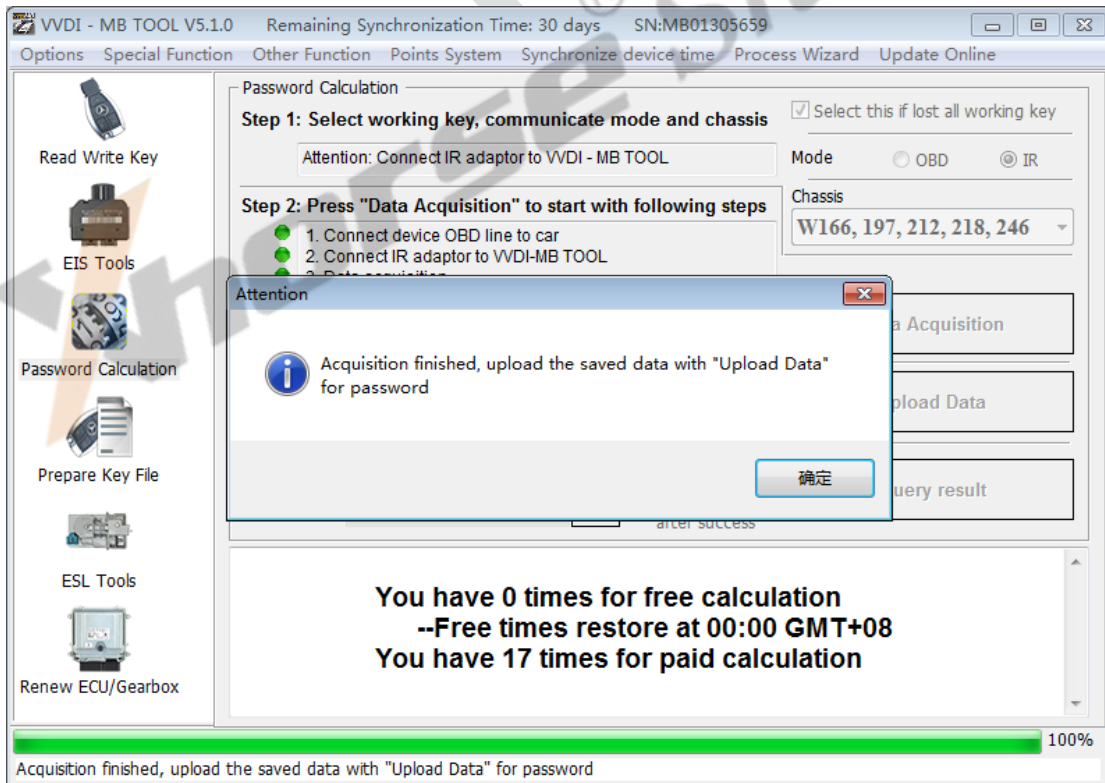 VVDI - MB TOOL V5.1.0 Remaining Synchronization Time: 30 days SN:MB01305659
Options Special Function Other Function Points System Synchronize device time Process Wizard Update Online
Read Write Key
EIS Tools
Password Calculation
Prepare Key File
ESL Tools
Renew ECU/Gearbox
Password Calculation
Step 1: Select working key, communicate mode and chassis
Attention: Connect IR adaptor to VVDI - MB TOOL
Select this if lost all working key
Mode OBD IR
Chassis
W166, 197, 212, 218, 246
Step 2: Press "Data Acquisition" to start with following steps
1. Connect device OBD line to car
2. Connect IR adaptor to VVDI-MB TOOL
3. Data acquisition
Attention
Acquisition finished, upload the saved data with "Upload Data"
for password
确定
a Acquisition
pload Data
uery result
after success
You have 0 times for free calculation
--Free times restore at 00:00 GMT+08
You have 17 times for paid calculation
100%
Acquisition finished, upload the saved data with "Upload Data" for password